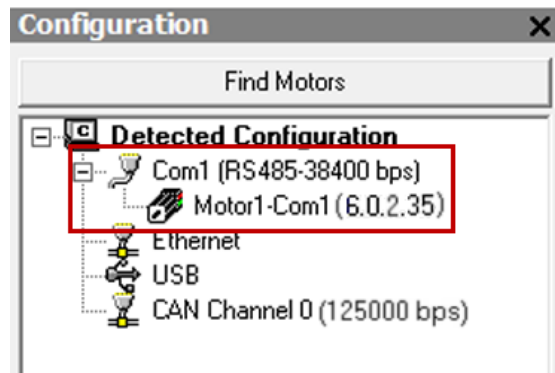 Configuration
Find Motors
Detected Configuration
Com1 (RS485-38400 bps)
Motor1-Com1 (6.0.2.35)
Ethernet
USB
CAN Channel 0 (125000 bps)